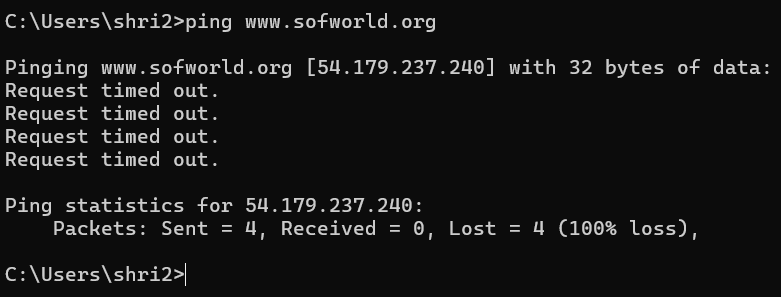 C:\Users\shri2>ping www.sofworld.org
Pinging www.sofworld.org [54.179.237.240] with 32 bytes of data:
Request timed out.
Request timed out.
Request timed out.
Request timed out.
Ping statistics for 54.179.237.240:
    Packets: Sent = 4, Received = 0, Lost = 4 (100% loss),
C:\Users\shri2>